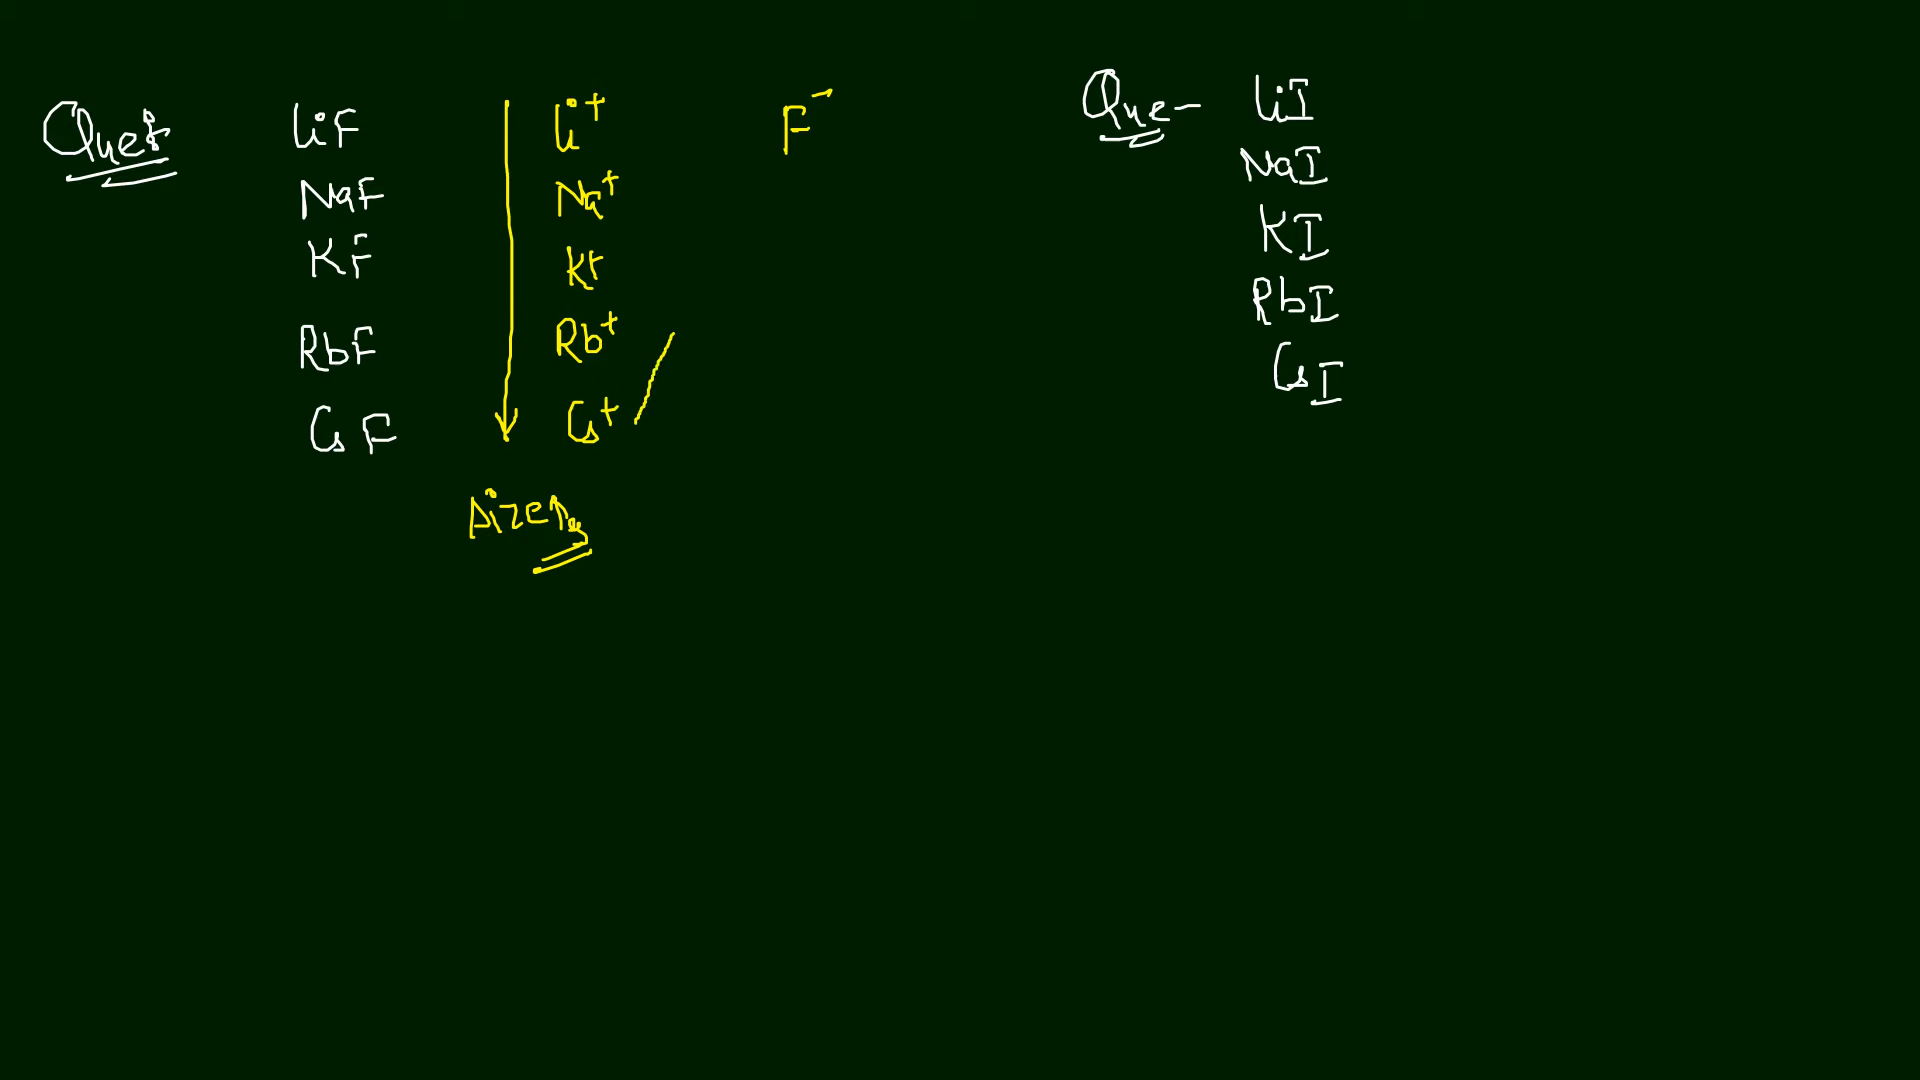 Que:
LiF
NaF
KF
RbF
CsF
Li⁺
Na⁺
K⁺
Rb⁺
Cs⁺
size↑
F⁻
Que-
LiI
NaI
KI
RbI
CsI